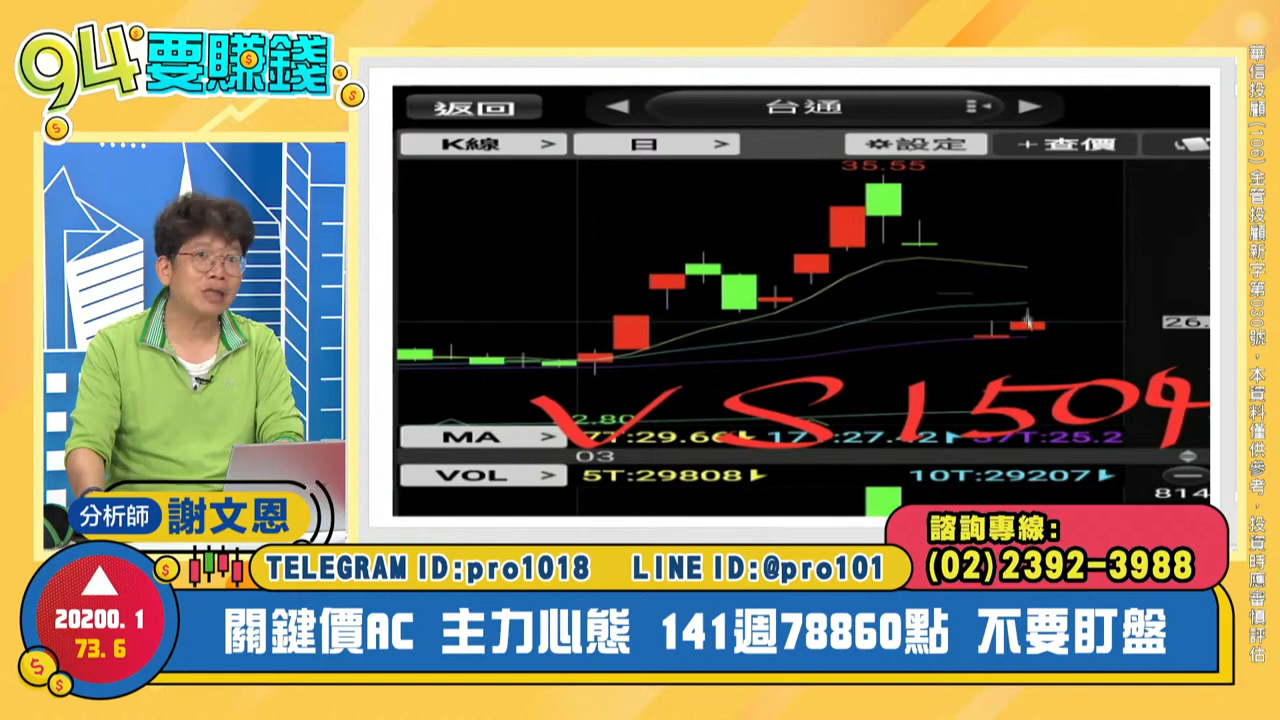 94要賺錢
返回
台通
K線 >
日 >
設定
+查價
35.55
26.
2.80
VS1509
MA >
7T:29.66
17T:27.42
37T:25.2
03
VOL >
5T:29808
10T:29207
814
分析師
謝文恩
諮詢專線:
(02)2392-3988
TELEGRAM ID:pro1018
LINE ID:@pro101
20200.1
73.6
關鍵價AC 主力心態 141週78860點 不要盯盤
華信投顧(106)金管投顧新字第030號，本資料僅供參考，投資時應審慎評估